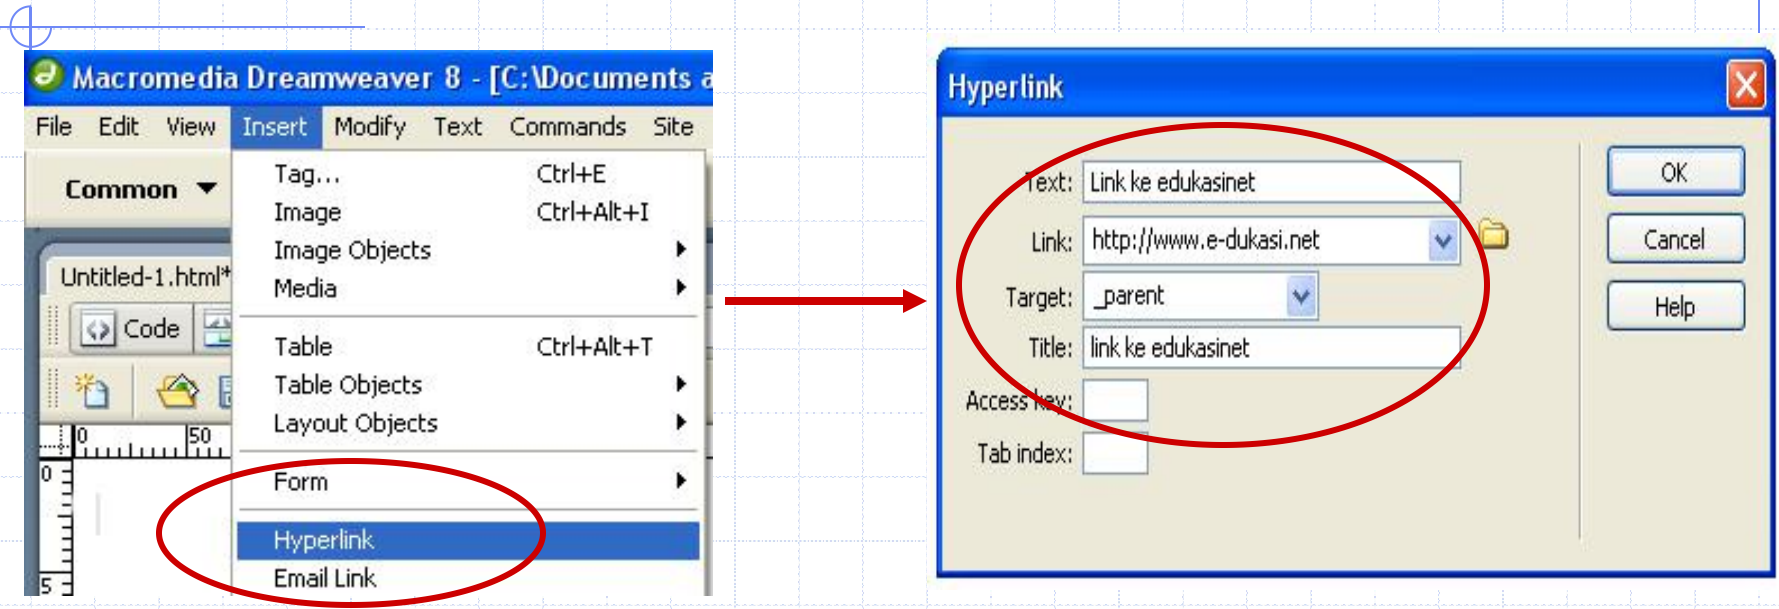 Macromedia Dreamweaver 8 - [C:\Documents a
File Edit View Insert Modify Text Commands Site
Common
Tag... Ctrl+E
Image Ctrl+Alt+I
Image Objects
Media
Untitled-1.html*
Code
Table Ctrl+Alt+T
Table Objects
Layout Objects
0 50
0
Form
Hyperlink
Email Link
5
Hyperlink
Text: Link ke edukasinet
Link: http://www.e-dukasi.net
Target: _parent
Title: link ke edukasinet
Access key:
Tab index:
OK
Cancel
Help